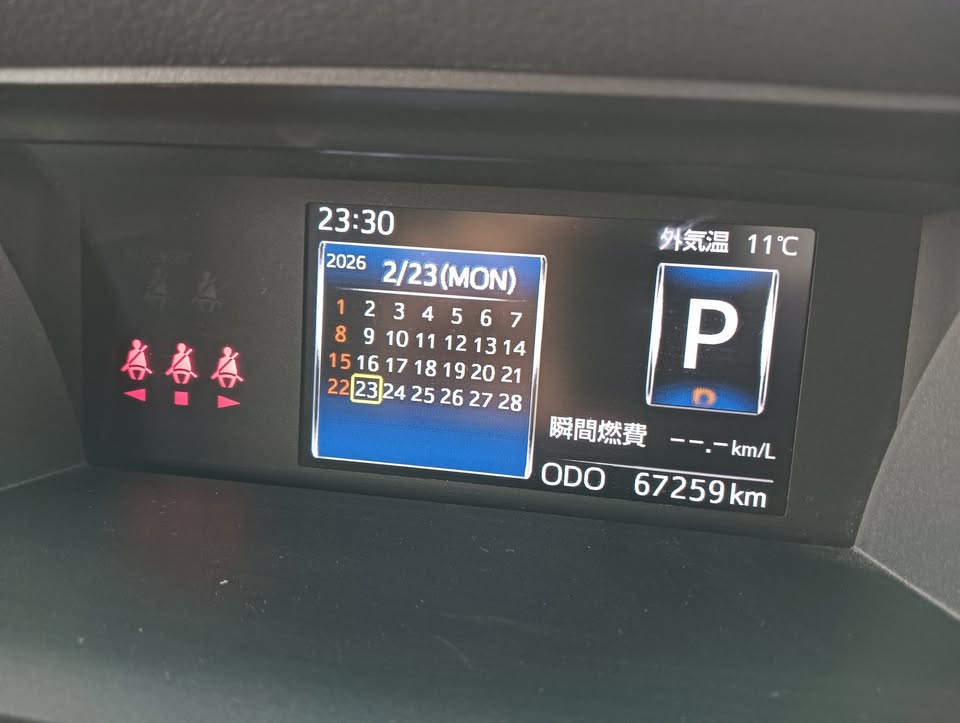 23:30
外気温 11℃
2026 2/23(MON)
1 2 3 4 5 6 7
8 9 10 11 12 13 14
15 16 17 18 19 20 21
22 23 24 25 26 27 28
P
D
瞬間燃費 --.-km/L
ODO 67259km